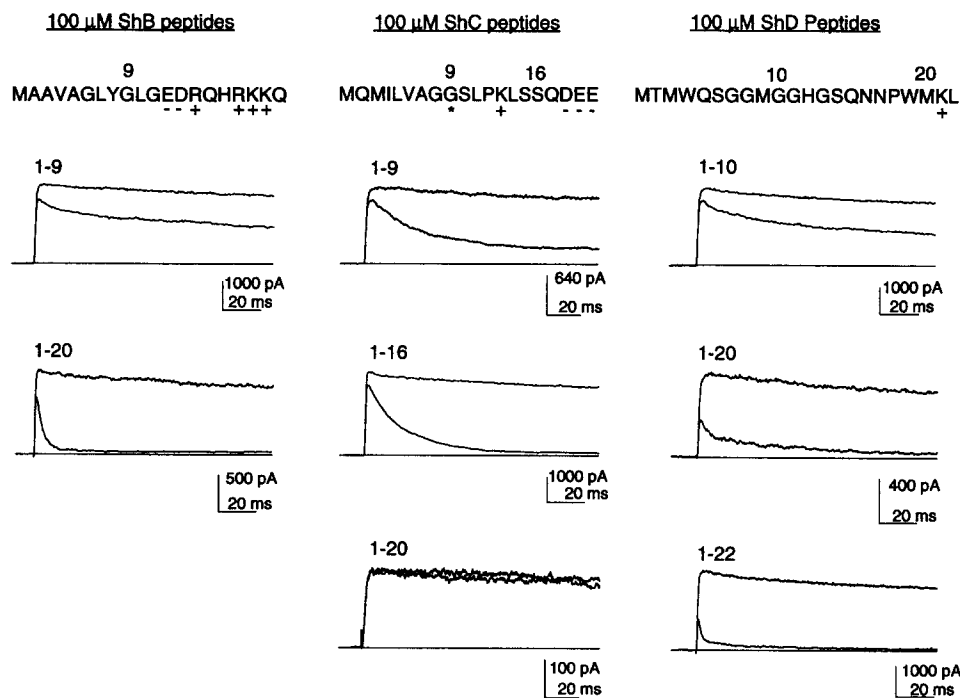 100 µM ShB peptides
100 µM ShC peptides
100 µM ShD Peptides
9
9 16
10 20
MAAVAGLYGLGEDRQHRKKQ
MQMILVAGGSLPKLSSQDEE
MTMWQSGGMGGHGSQNNPWMKL
- - + + + +
* + - - -
+
1-9
1-9
1-10
1000 pA
20 ms
640 pA
20 ms
1000 pA
20 ms
1-20
1-16
1-20
500 pA
20 ms
1000 pA
20 ms
400 pA
20 ms
1-20
1-22
100 pA
20 ms
1000 pA
20 ms